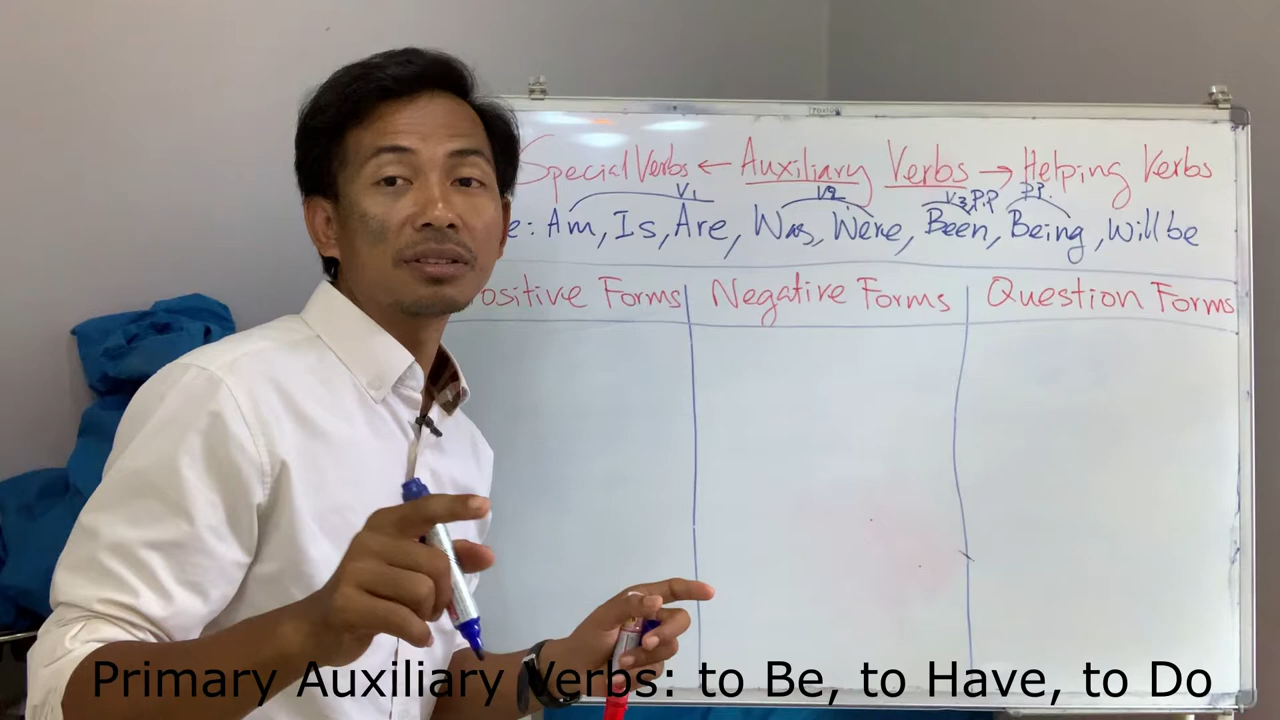 Special Verbs ← Auxiliary Verbs → Helping Verbs
V1 V2 V3,P.P P.P.
e: Am, Is, Are, Was, Were, Been, Being, Will be
ositive Forms Negative Forms Question Forms
Primary Auxiliary Verbs: to Be, to Have, to Do